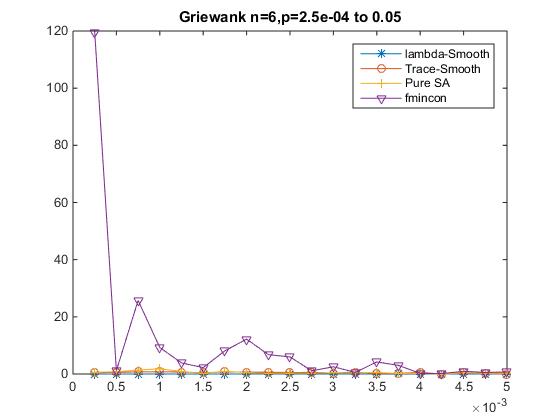 Griewank n=6,p=2.5e-04 to 0.05
120
100
80
60
40
20
0
lambda-Smooth
Trace-Smooth
Pure SA
fmincon
0 0.5 1 1.5 2 2.5 3 3.5 4 4.5 5
×10⁻³